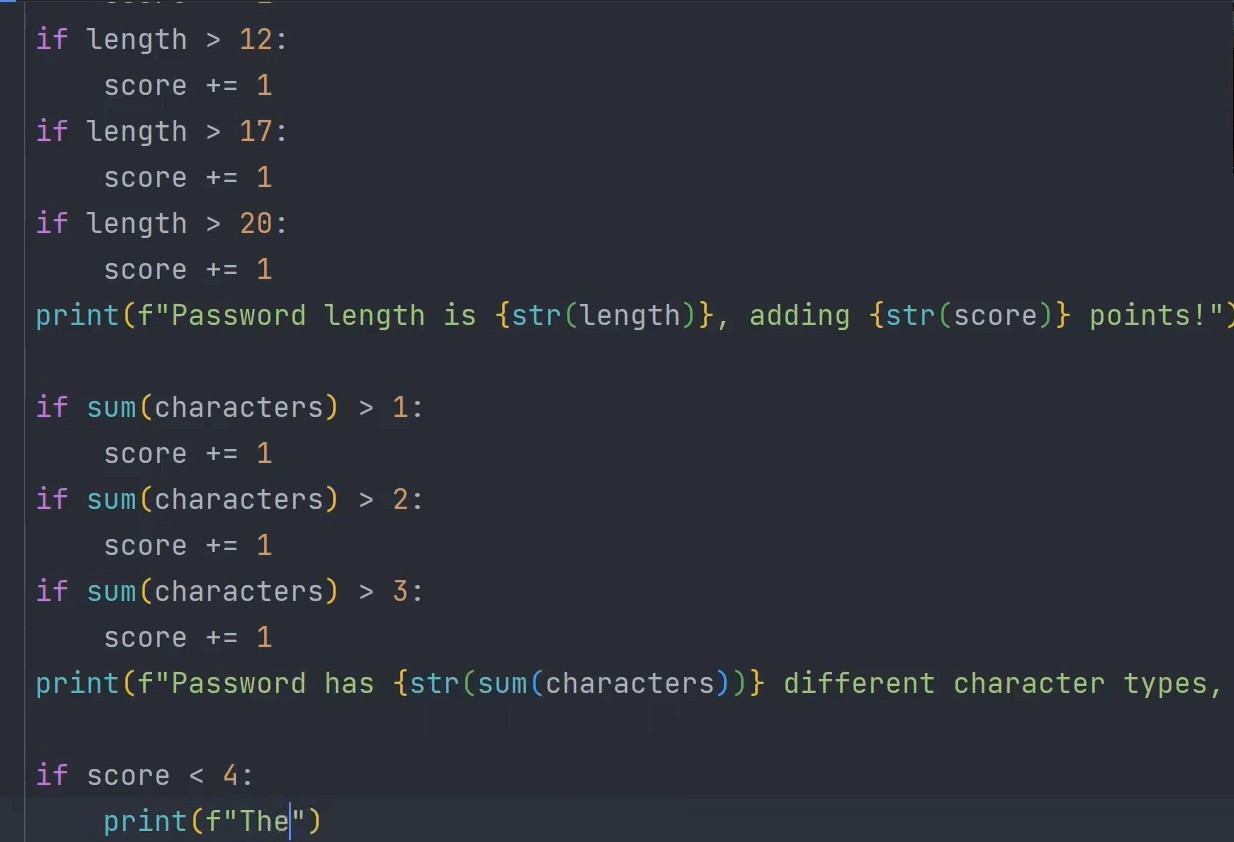 if length > 12:
    score += 1
if length > 17:
    score += 1
if length > 20:
    score += 1
print(f"Password length is {str(length)}, adding {str(score)} points!")

if sum(characters) > 1:
    score += 1
if sum(characters) > 2:
    score += 1
if sum(characters) > 3:
    score += 1
print(f"Password has {str(sum(characters))} different character types,

if score < 4:
    print(f"The")